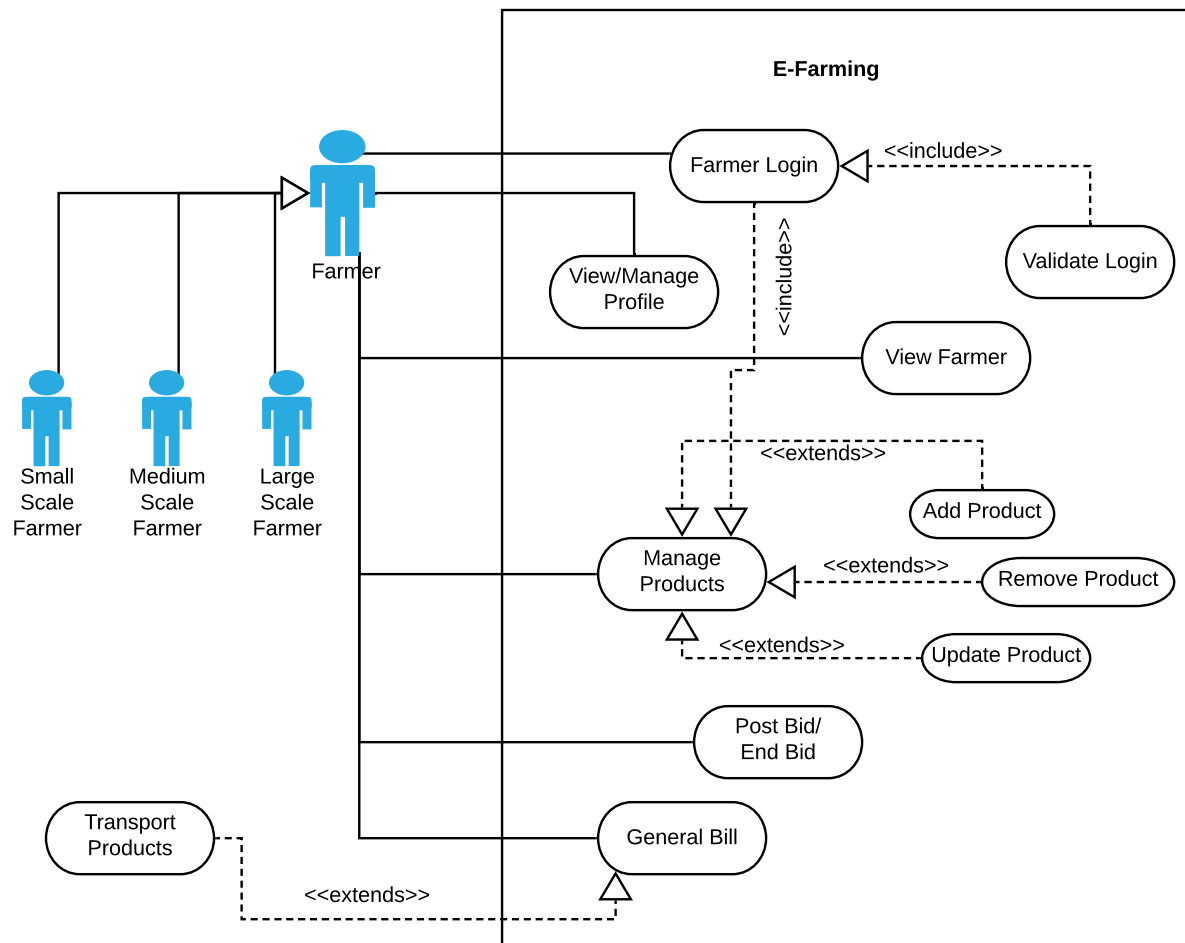 E-Farming
Farmer Login
<<include>>
Validate Login
<<include>>
Farmer
View/Manage
Profile
View Farmer
Small
Scale
Farmer
Medium
Scale
Farmer
Large
Scale
Farmer
<<extends>>
Add Product
Manage
Products
<<extends>>
Remove Product
<<extends>>
Update Product
Post Bid/
End Bid
Transport
Products
General Bill
<<extends>>